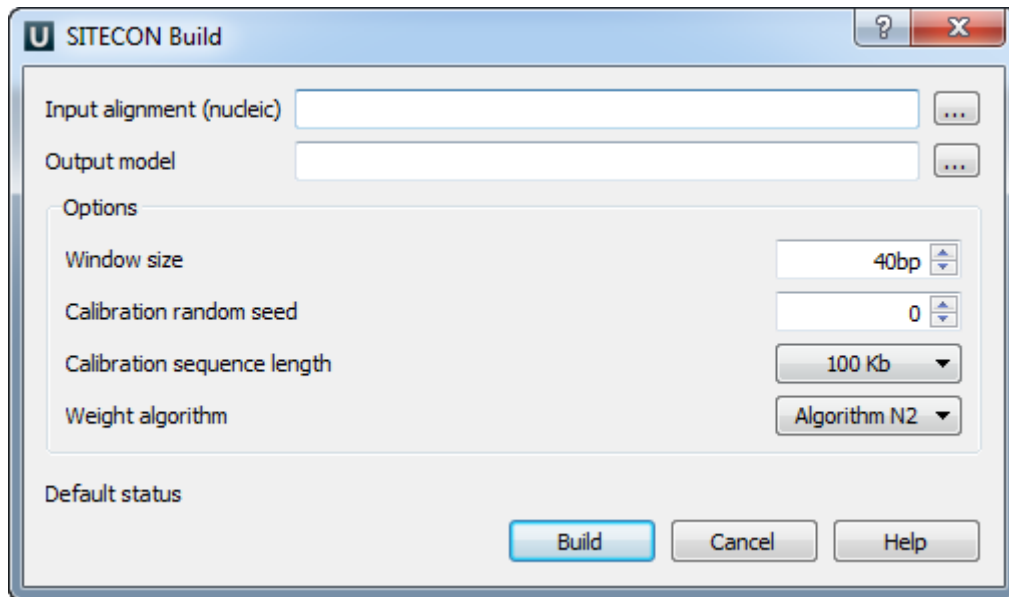 U SITECON Build ?
Input alignment (nucleic) ...
Output model ...
Options
Window size 40bp
Calibration random seed 0
Calibration sequence length 100 Kb
Weight algorithm Algorithm N2
Default status
Build Cancel Help